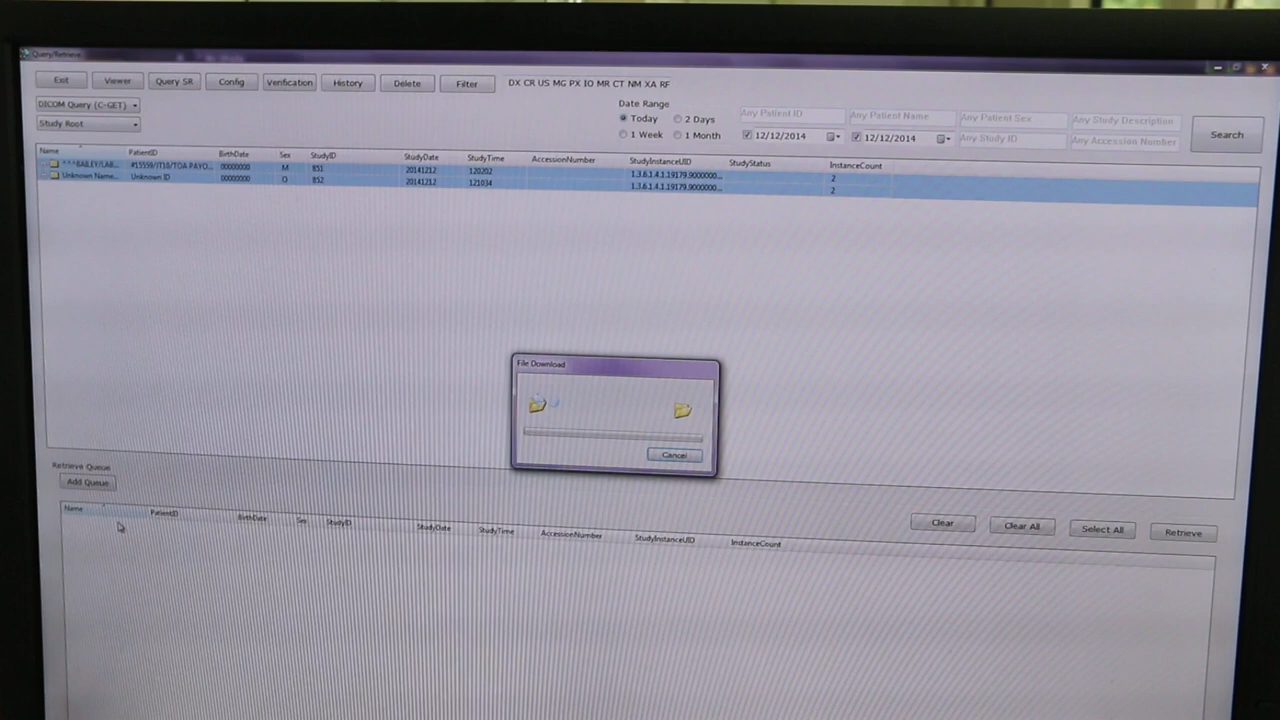 Query/Retrieve
Exit Viewer Query SR Config Verification History Delete Filter DX CR US MG PX IO MR CT NM XA RF
DICOM Query (C-GET)
Study Root
Date Range
Today 2 Days
1 Week 1 Month
Any Patient ID Any Patient Name Any Patient Sex Any Study Description
12/12/2014 12/12/2014 Any Study ID Any Accession Number
Search
Name PatientID BirthDate Sex StudyID StudyDate StudyTime AccessionNumber StudyInstanceUID StudyStatus InstanceCount
***BAILEY/LAB... #15559/JT10/TOA PAYO... 00000000 M 851 20141212 120202 1.3.6.1.4.1.19179.9000000... 2
Unknown Name... Unknown ID 00000000 O 852 20141212 121034 1.3.6.1.4.1.19179.9000000... 2
File Download
Cancel
Retrieve Queue
Add Queue
Clear Clear All Select All Retrieve
Name PatientID BirthDate Sex StudyID StudyDate StudyTime AccessionNumber StudyInstanceUID InstanceCount